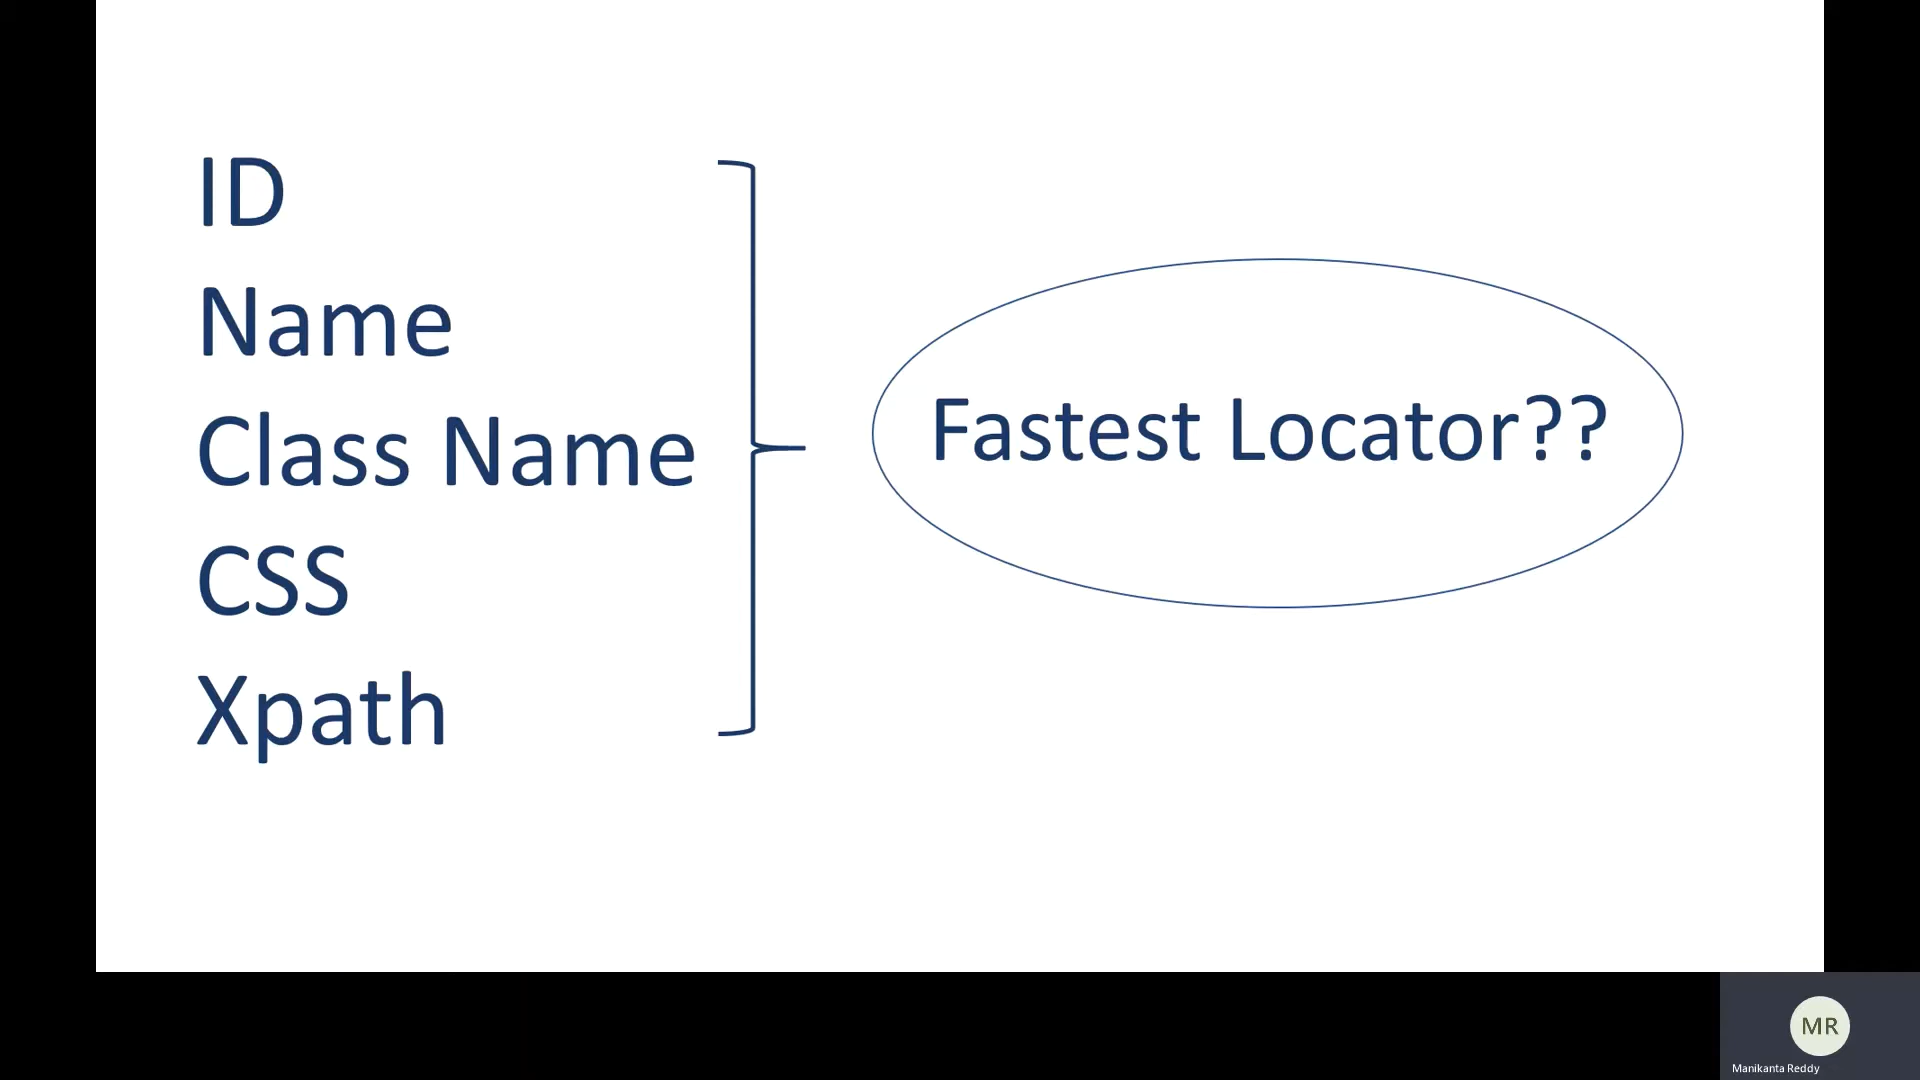 ID
Name
Class Name
CSS
Xpath
Fastest Locator??
MR
Manikanta Reddy